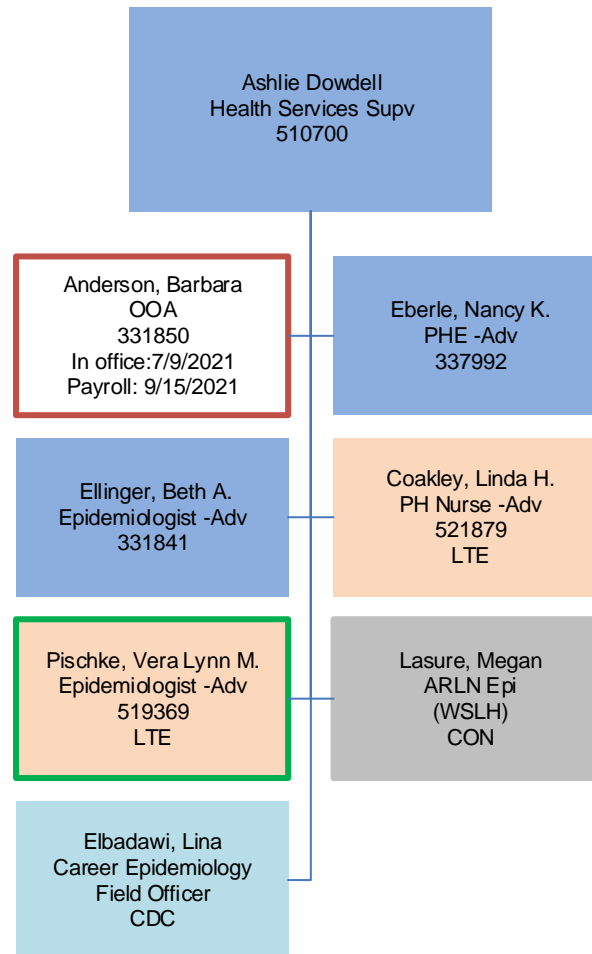 Ashlie Dowdell
Health Services Supv
510700
Anderson, Barbara
OOA
331850
In office:7/9/2021
Payroll: 9/15/2021
Eberle, Nancy K.
PHE -Adv
337992
Ellinger, Beth A.
Epidemiologist -Adv
331841
Coakley, Linda H.
PH Nurse -Adv
521879
LTE
Pischke, Vera Lynn M.
Epidemiologist -Adv
519369
LTE
Lasure, Megan
ARLN Epi
(WSLH)
CON
Elbadawi, Lina
Career Epidemiology
Field Officer
CDC